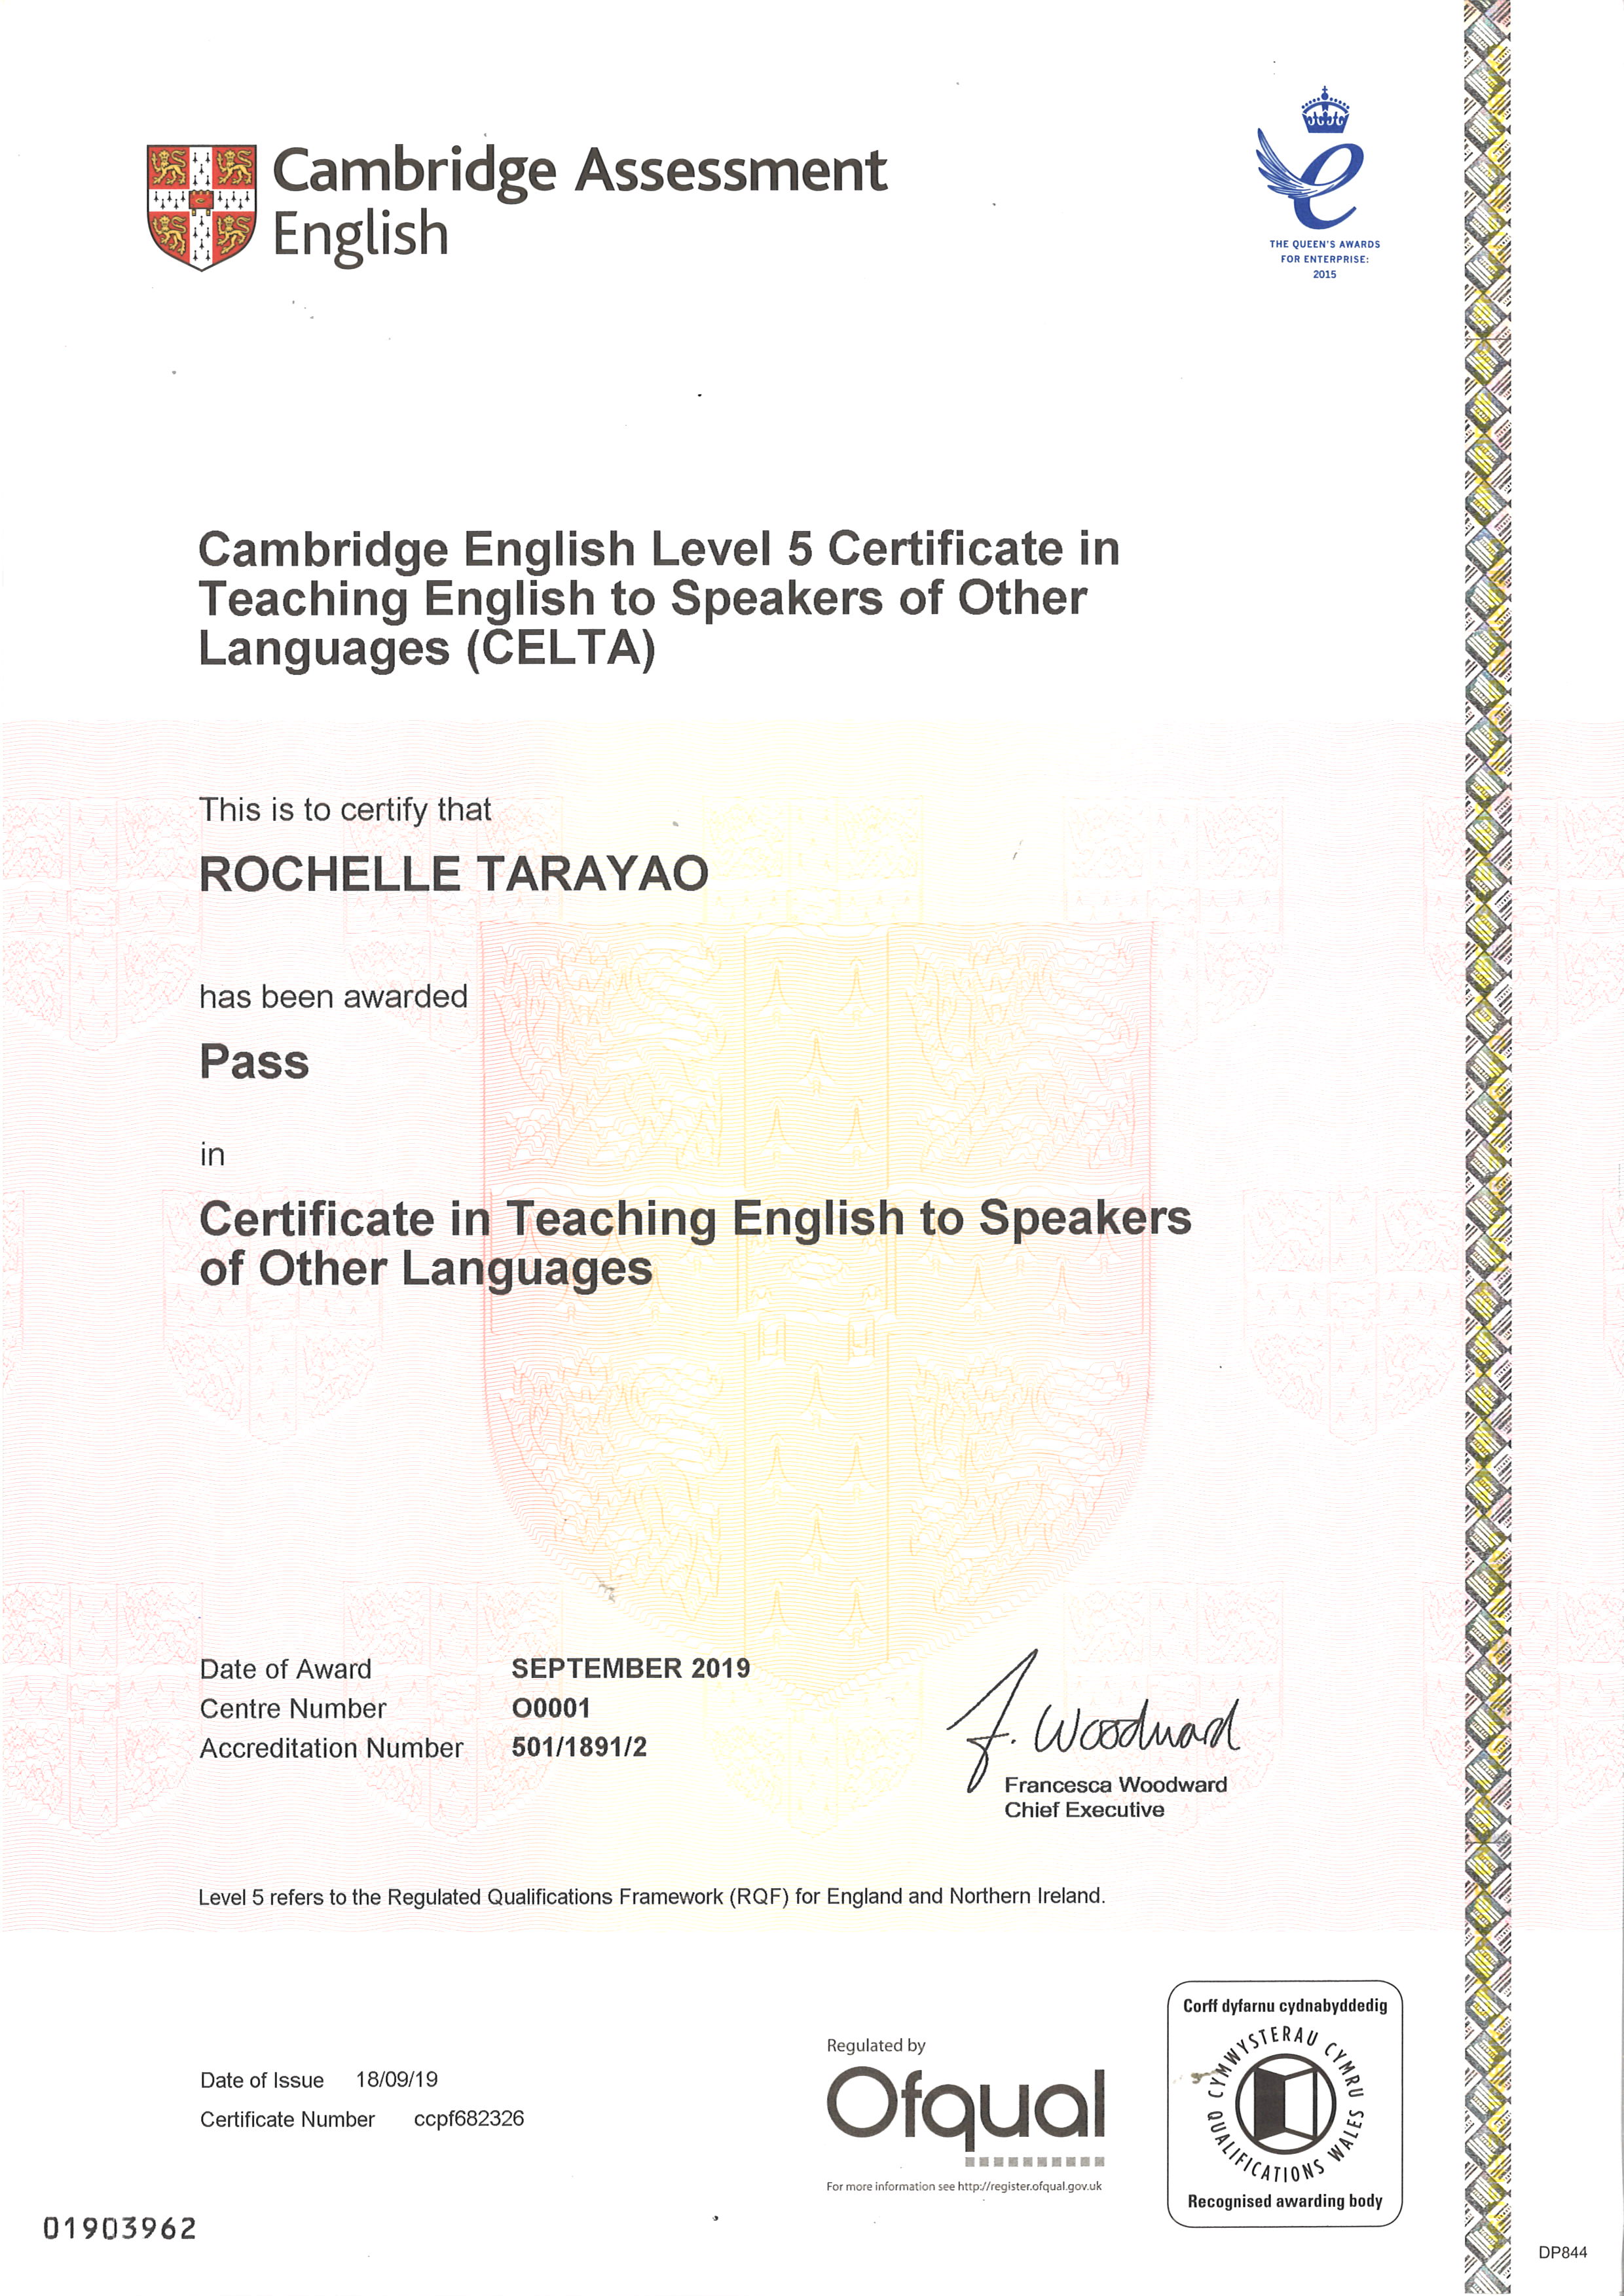 Cambridge Assessment
English
THE QUEEN'S AWARDS
FOR ENTERPRISE:
2015
Cambridge English Level 5 Certificate in
Teaching English to Speakers of Other
Languages (CELTA)
This is to certify that
ROCHELLE TARAYAO
has been awarded
Pass
in
Certificate in Teaching English to Speakers
of Other Languages
Date of Award SEPTEMBER 2019
Centre Number O0001
Accreditation Number 501/1891/2
F. Woodward
Francesca Woodward
Chief Executive
Level 5 refers to the Regulated Qualifications Framework (RQF) for England and Northern Ireland.
Date of Issue 18/09/19
Certificate Number ccpf682326
Regulated by
Ofqual
For more information see http://register.ofqual.gov.uk
Corff dyfarnu cydnabyddedig
CYMWYSTERAU CYMRU
QUALIFICATIONS WALES
Recognised awarding body
01903962
DP844